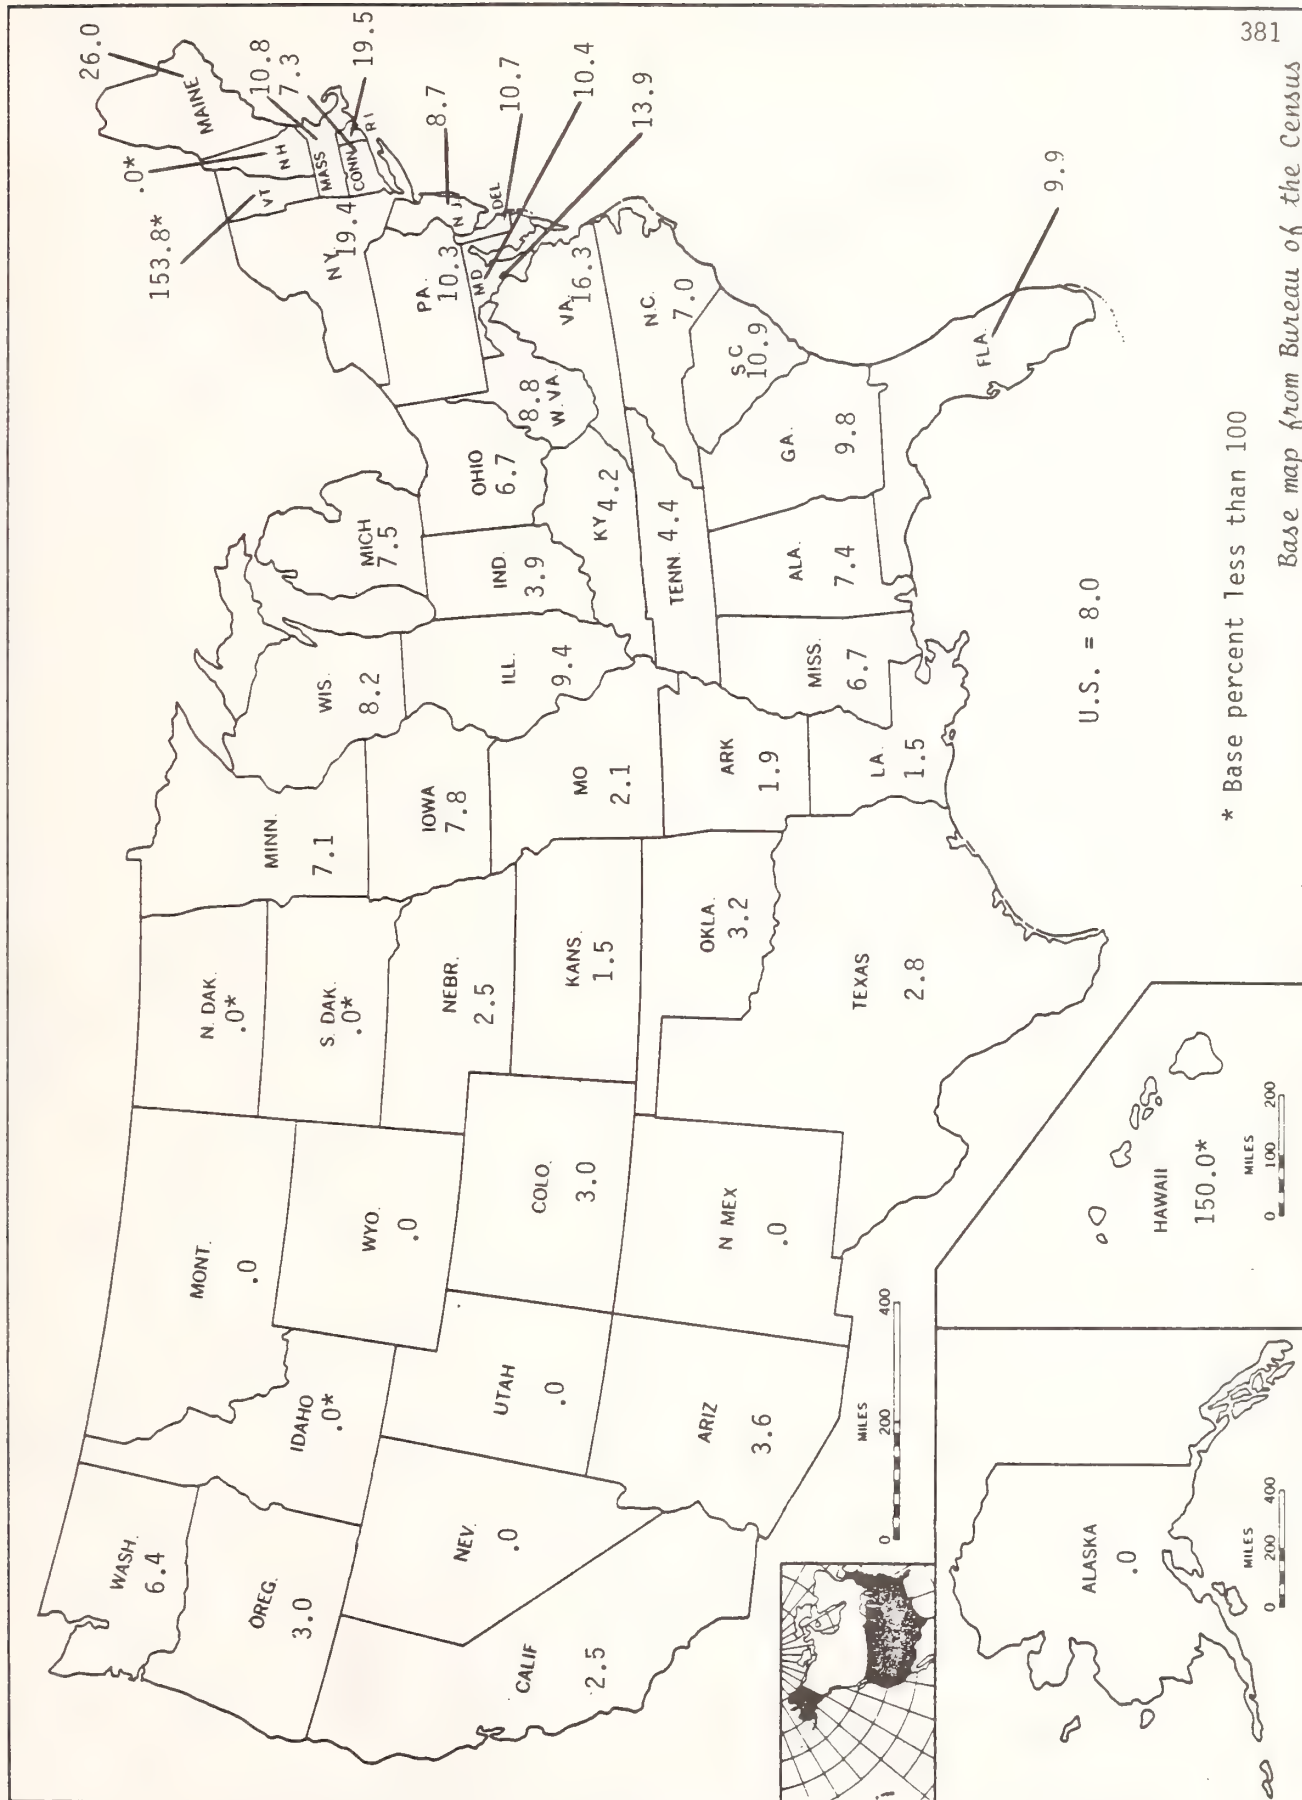 381
WASH.
6.4
OREG.
3.0
CALIF
2.5
NEV.
.0
IDAHO
.0*
MONT.
.0
WYO.
.0
UTAH
.0
ARIZ
3.6
COLO.
3.0
N MEX
.0
N. DAK.
.0*
S. DAK.
.0*
NEBR.
2.5
KANS.
1.5
OKLA.
3.2
TEXAS
2.8
MINN.
7.1
IOWA
7.8
MO
2.1
ARK
1.9
LA.
1.5
WIS.
8.2
ILL.
9.4
MISS.
6.7
MICH
7.5
IND.
3.9
OHIO
6.7
KY 4.2
TENN. 4.4
ALA.
7.4
GA.
9.8
FLA.
9.9
S C
10.9
N.C.
7.0
VA.
16.3
8.8
W.VA.
PA.
10.3
NY
19.4
153.8*
VT
.0*
NH
26.0
MAINE
10.8
MASS
7.3
CONN.
19.5
RI
8.7
N J
10.7
DEL
10.4
MD
13.9
U.S. = 8.0
* Base percent less than 100
Base map from Bureau of the Census
MILES
0 200 400
ALASKA
.0
MILES
0 200 400
HAWAII
150.0*
MILES
0 100 200